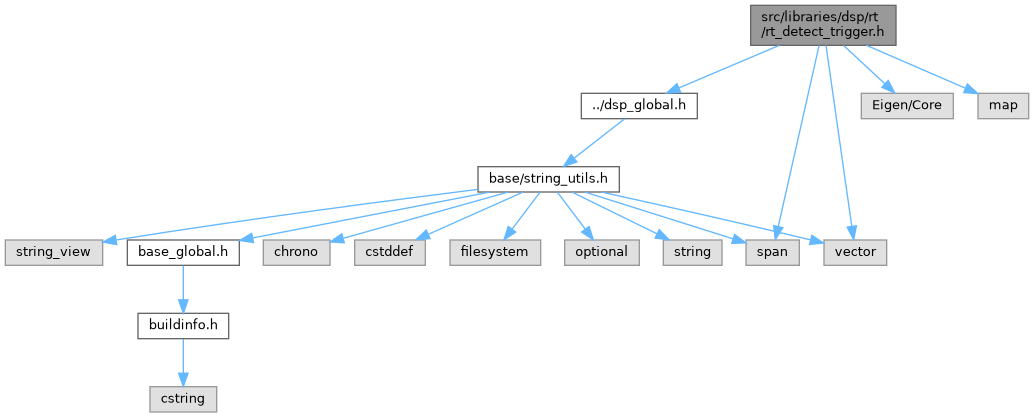 src/libraries/dsp/rt
/rt_detect_trigger.h
../dsp_global.h
Eigen/Core
map
base/string_utils.h
string_view
base_global.h
chrono
cstddef
filesystem
optional
string
span
vector
buildinfo.h
cstring